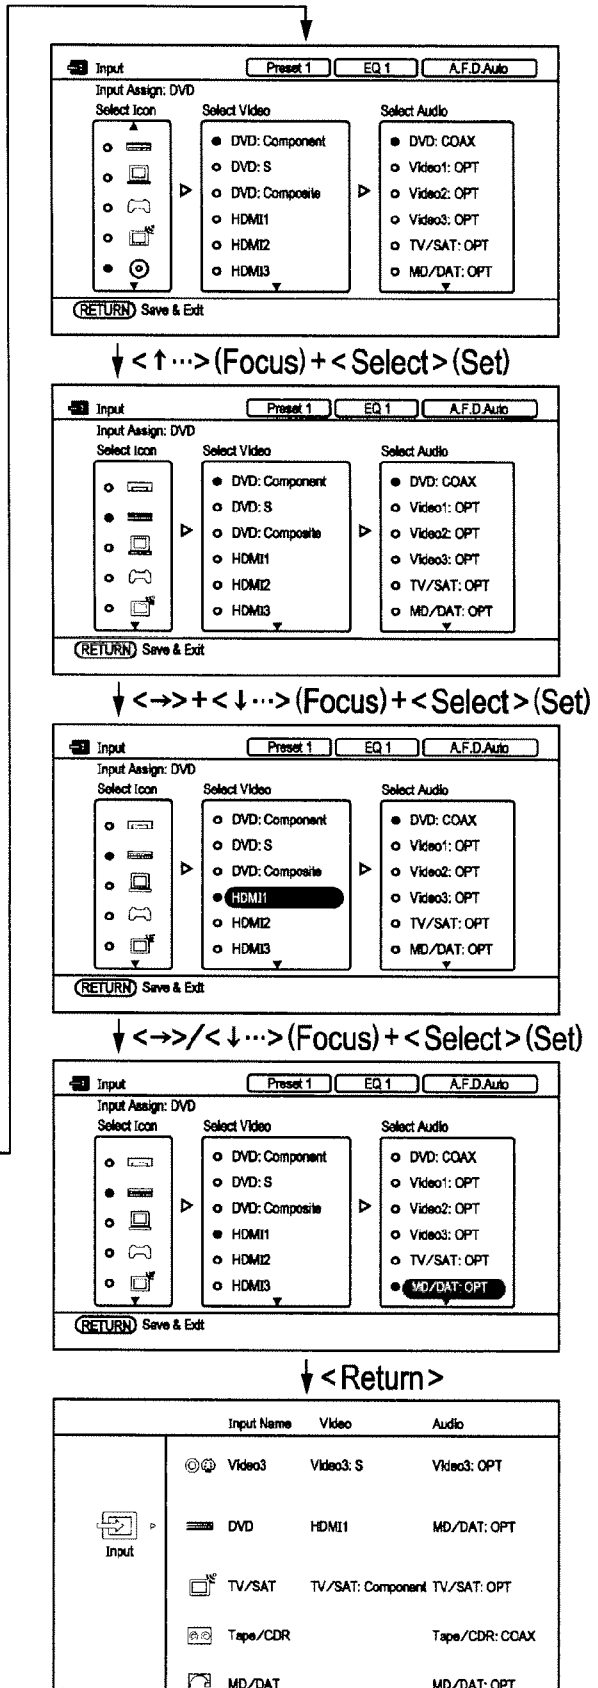 Input Preset 1 EQ 1 A.F.D.Auto
Input Assign: DVD
Select Icon Select Video Select Audio
DVD: Component DVD: COAX
DVD: S Video1: OPT
DVD: Composite Video2: OPT
HDMI1 Video3: OPT
HDMI2 TV/SAT: OPT
HDMI3 MD/DAT: OPT
RETURN Save & Exit
<↑···>(Focus)+<Select>(Set)
Input Preset 1 EQ 1 A.F.D.Auto
Input Assign: DVD
Select Icon Select Video Select Audio
DVD: Component DVD: COAX
DVD: S Video1: OPT
DVD: Composite Video2: OPT
HDMI1 Video3: OPT
HDMI2 TV/SAT: OPT
HDMI3 MD/DAT: OPT
RETURN Save & Exit
<→>+<↓···>(Focus)+<Select>(Set)
Input Preset 1 EQ 1 A.F.D.Auto
Input Assign: DVD
Select Icon Select Video Select Audio
DVD: Component DVD: COAX
DVD: S Video1: OPT
DVD: Composite Video2: OPT
HDMI1 Video3: OPT
HDMI2 TV/SAT: OPT
HDMI3 MD/DAT: OPT
RETURN Save & Exit
<→>/<↓···>(Focus)+<Select>(Set)
Input Preset 1 EQ 1 A.F.D.Auto
Input Assign: DVD
Select Icon Select Video Select Audio
DVD: Component DVD: COAX
DVD: S Video1: OPT
DVD: Composite Video2: OPT
HDMI1 Video3: OPT
HDMI2 TV/SAT: OPT
HDMI3 MD/DAT: OPT
RETURN Save & Exit
<Return>
Input Name Video Audio
Video3 Video3: S Video3: OPT
DVD HDMI1 MD/DAT: OPT
Input
TV/SAT TV/SAT: Component TV/SAT: OPT
Tape/CDR Tape/CDR: COAX
MD/DAT MD/DAT: OPT